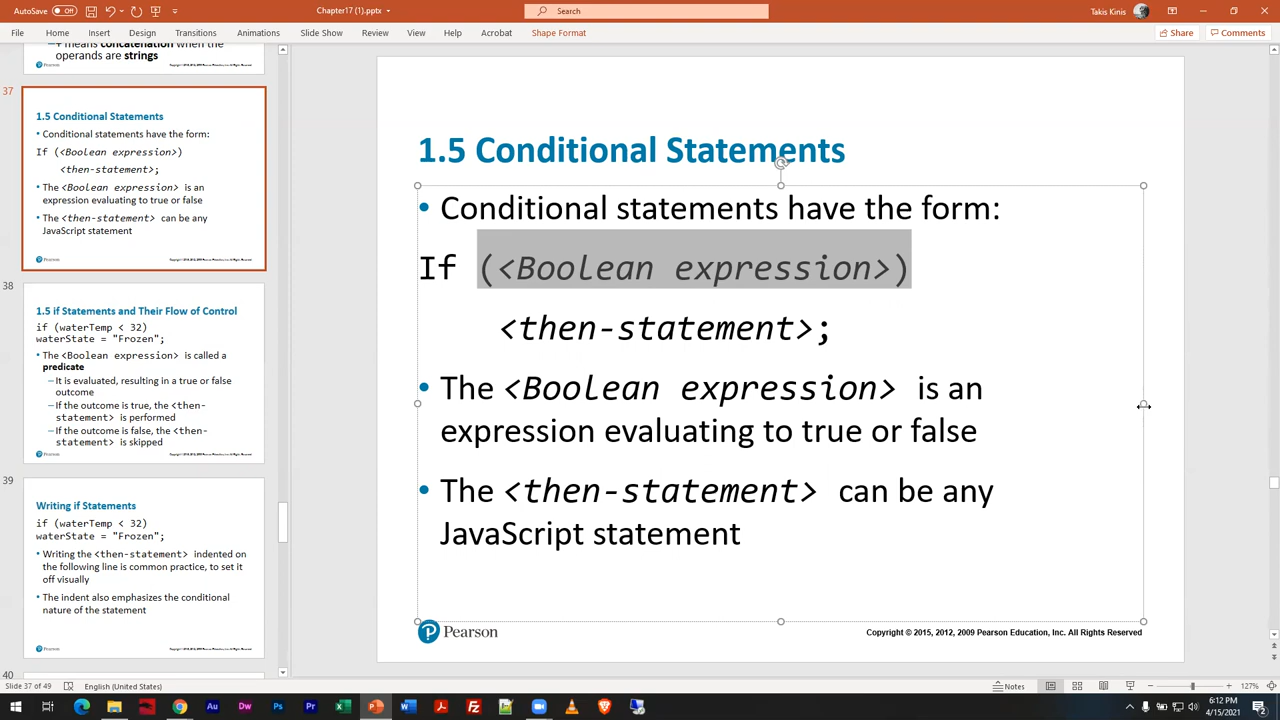 AutoSave Off
Chapter17 (1).pptx
Search
Takis Kinis
File Home Insert Design Transitions Animations Slide Show Review View Help Acrobat Shape Format
Share Comments
–+ means concatenation when the
operands are strings
Pearson
37
1.5 Conditional Statements
• Conditional statements have the form:
If (<Boolean expression>)
<then-statement>;
• The <Boolean expression> is an
expression evaluating to true or false
• The <then-statement> can be any
JavaScript statement
Pearson
38
1.5 if Statements and Their Flow of Control
if (waterTemp < 32)
waterState = "Frozen";
• The <Boolean expression> is called a
predicate
–It is evaluated, resulting in a true or false
outcome
–If the outcome is true, the <then-
statement> is performed
–If the outcome is false, the <then-
statement> is skipped
Pearson
39
Writing if Statements
if (waterTemp < 32)
waterState = "Frozen";
• Writing the <then-statement> indented on
the following line is common practice, to set it
off visually
• The indent also emphasizes the conditional
nature of the statement
Pearson
40
1.5 Conditional Statements
• Conditional statements have the form:
If (<Boolean expression>)
<then-statement>;
• The <Boolean expression> is an
expression evaluating to true or false
• The <then-statement> can be any
JavaScript statement
Pearson
Copyright © 2015, 2012, 2009 Pearson Education, Inc. All Rights Reserved
Slide 37 of 49 English (United States)
Notes
127%
6:12 PM
4/15/2021